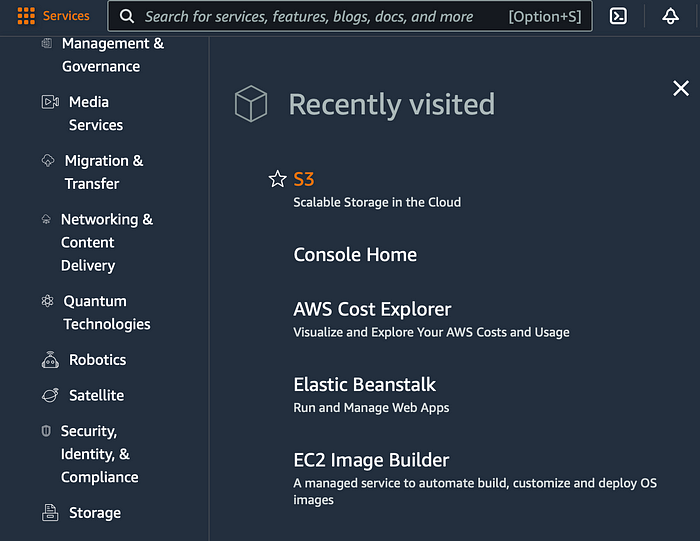 Services
Search for services, features, blogs, docs, and more [Option+S]
Management &
Governance
Media
Services
Migration &
Transfer
Networking &
Content
Delivery
Quantum
Technologies
Robotics
Satellite
Security,
Identity, &
Compliance
Storage
Recently visited
S3
Scalable Storage in the Cloud
Console Home
AWS Cost Explorer
Visualize and Explore Your AWS Costs and Usage
Elastic Beanstalk
Run and Manage Web Apps
EC2 Image Builder
A managed service to automate build, customize and deploy OS
images